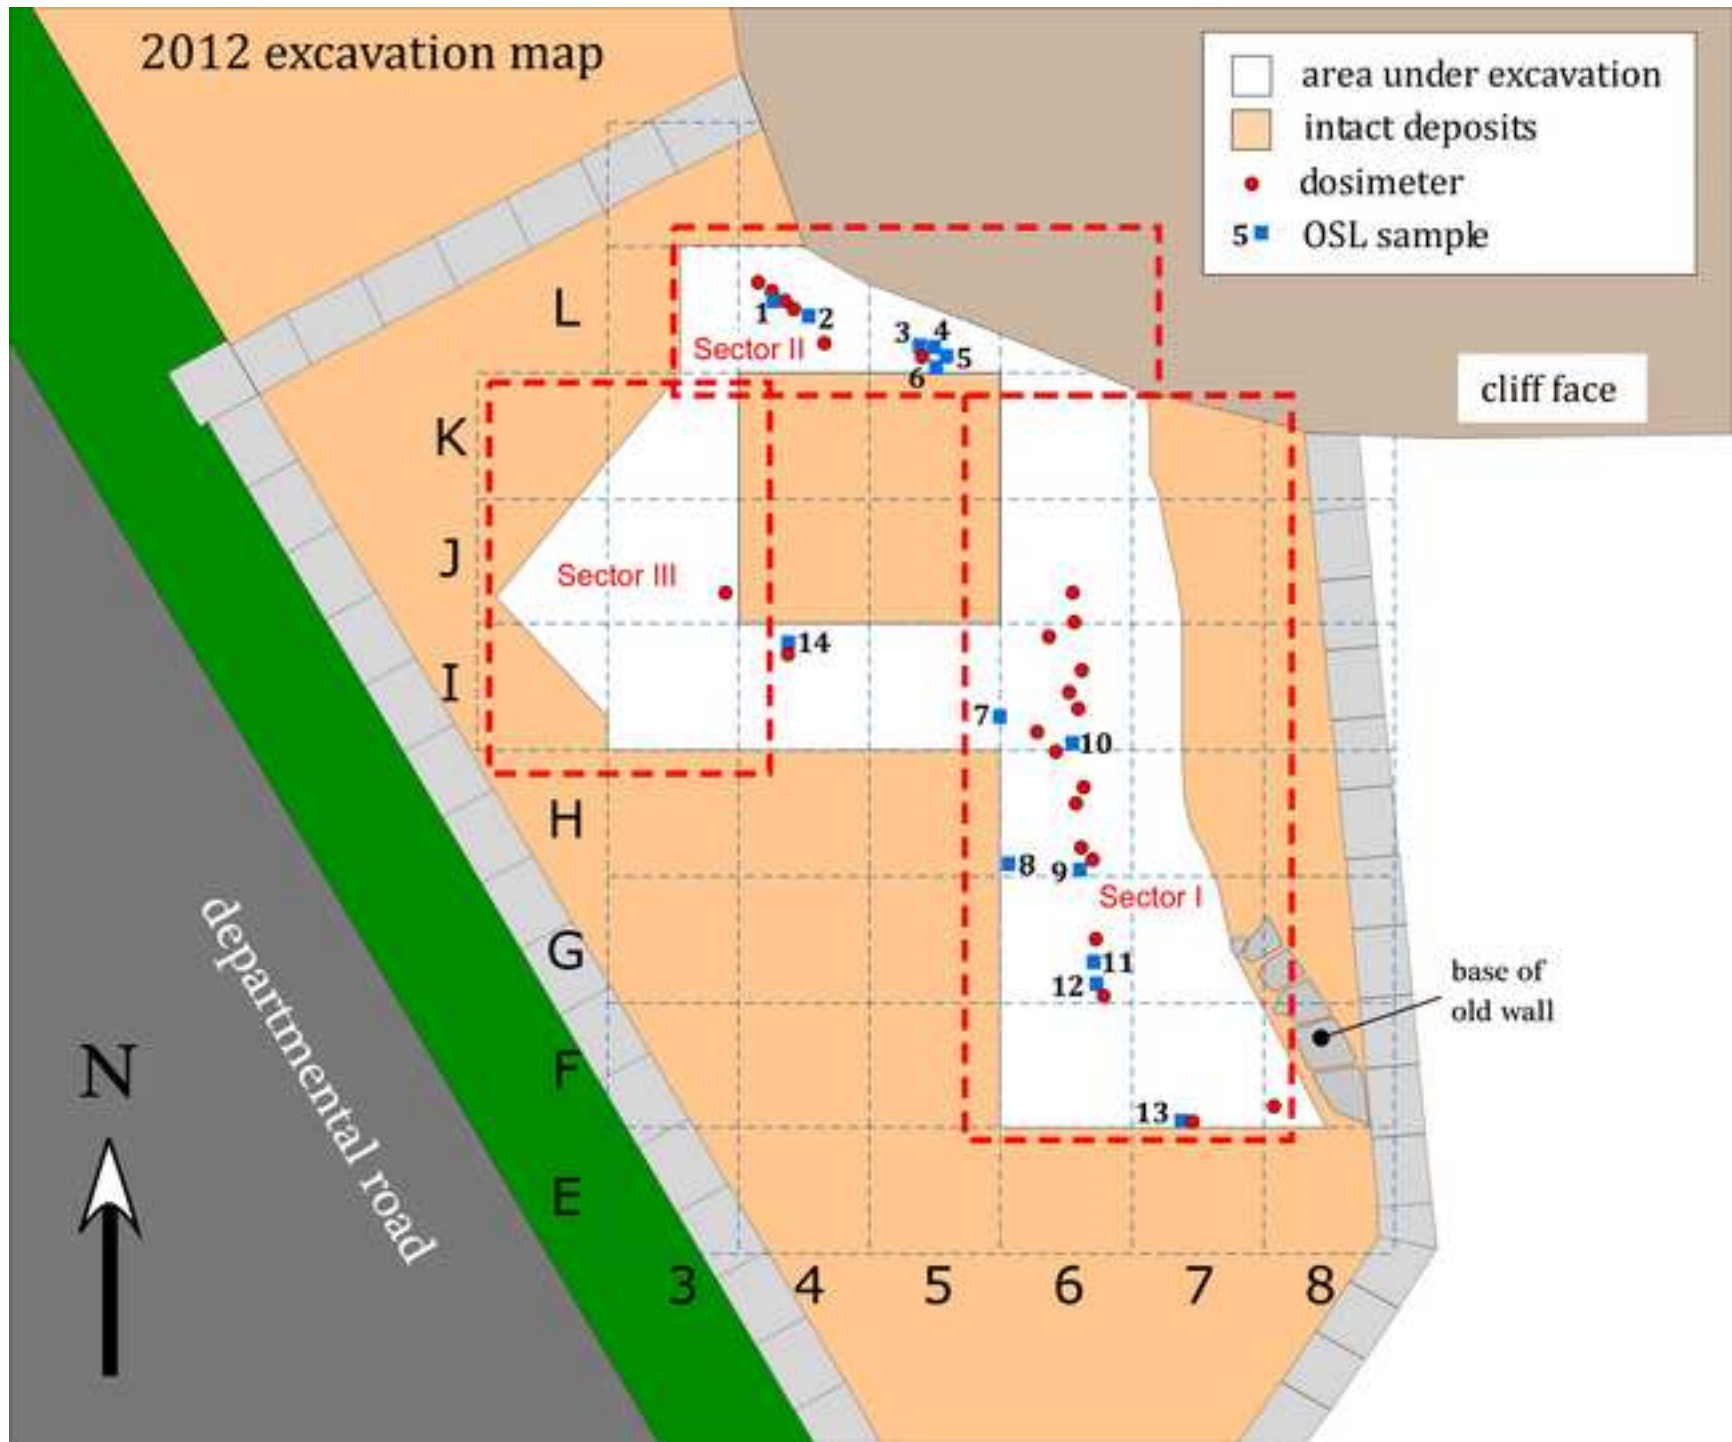 2012 excavation map
area under excavation
intact deposits
dosimeter
5 OSL sample
L
1
2
3
4
5
6
Sector II
cliff face
K
J
Sector III
14
I
7
10
H
8
9
Sector I
G
11
12
base of
old wall
departmental road
N
F
13
E
3 4 5 6 7 8